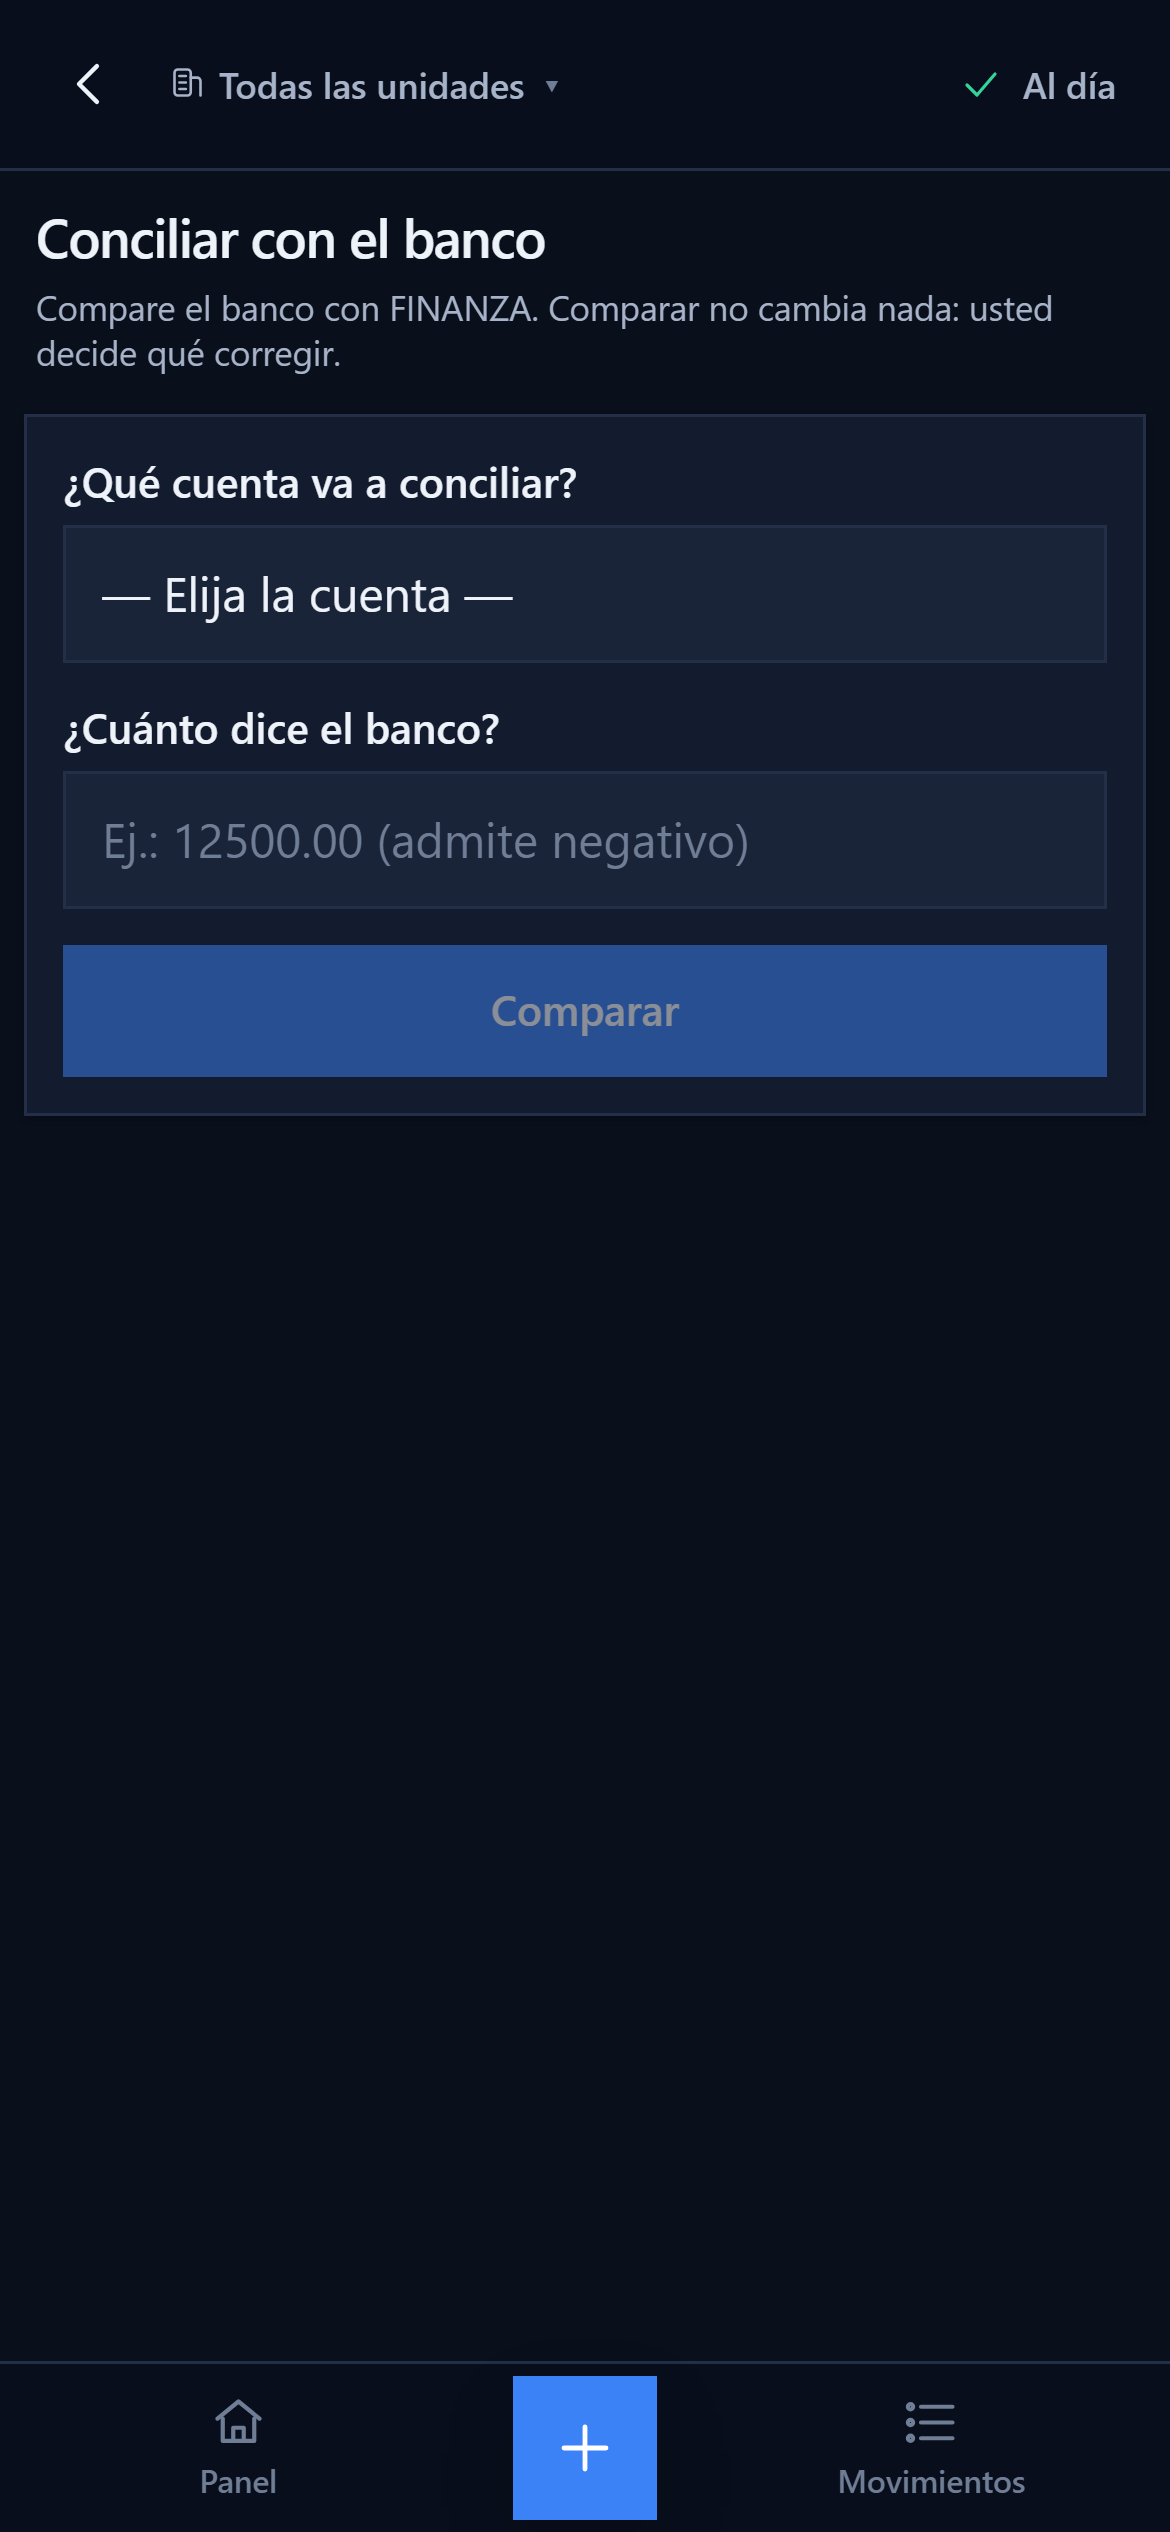 Todas las unidades ▼
Al día
Conciliar con el banco
Compare el banco con FINANZA. Comparar no cambia nada: usted
decide qué corregir.
¿Qué cuenta va a conciliar?
— Elija la cuenta —
¿Cuánto dice el banco?
Ej.: 12500.00 (admite negativo)
Comparar
Panel
Movimientos